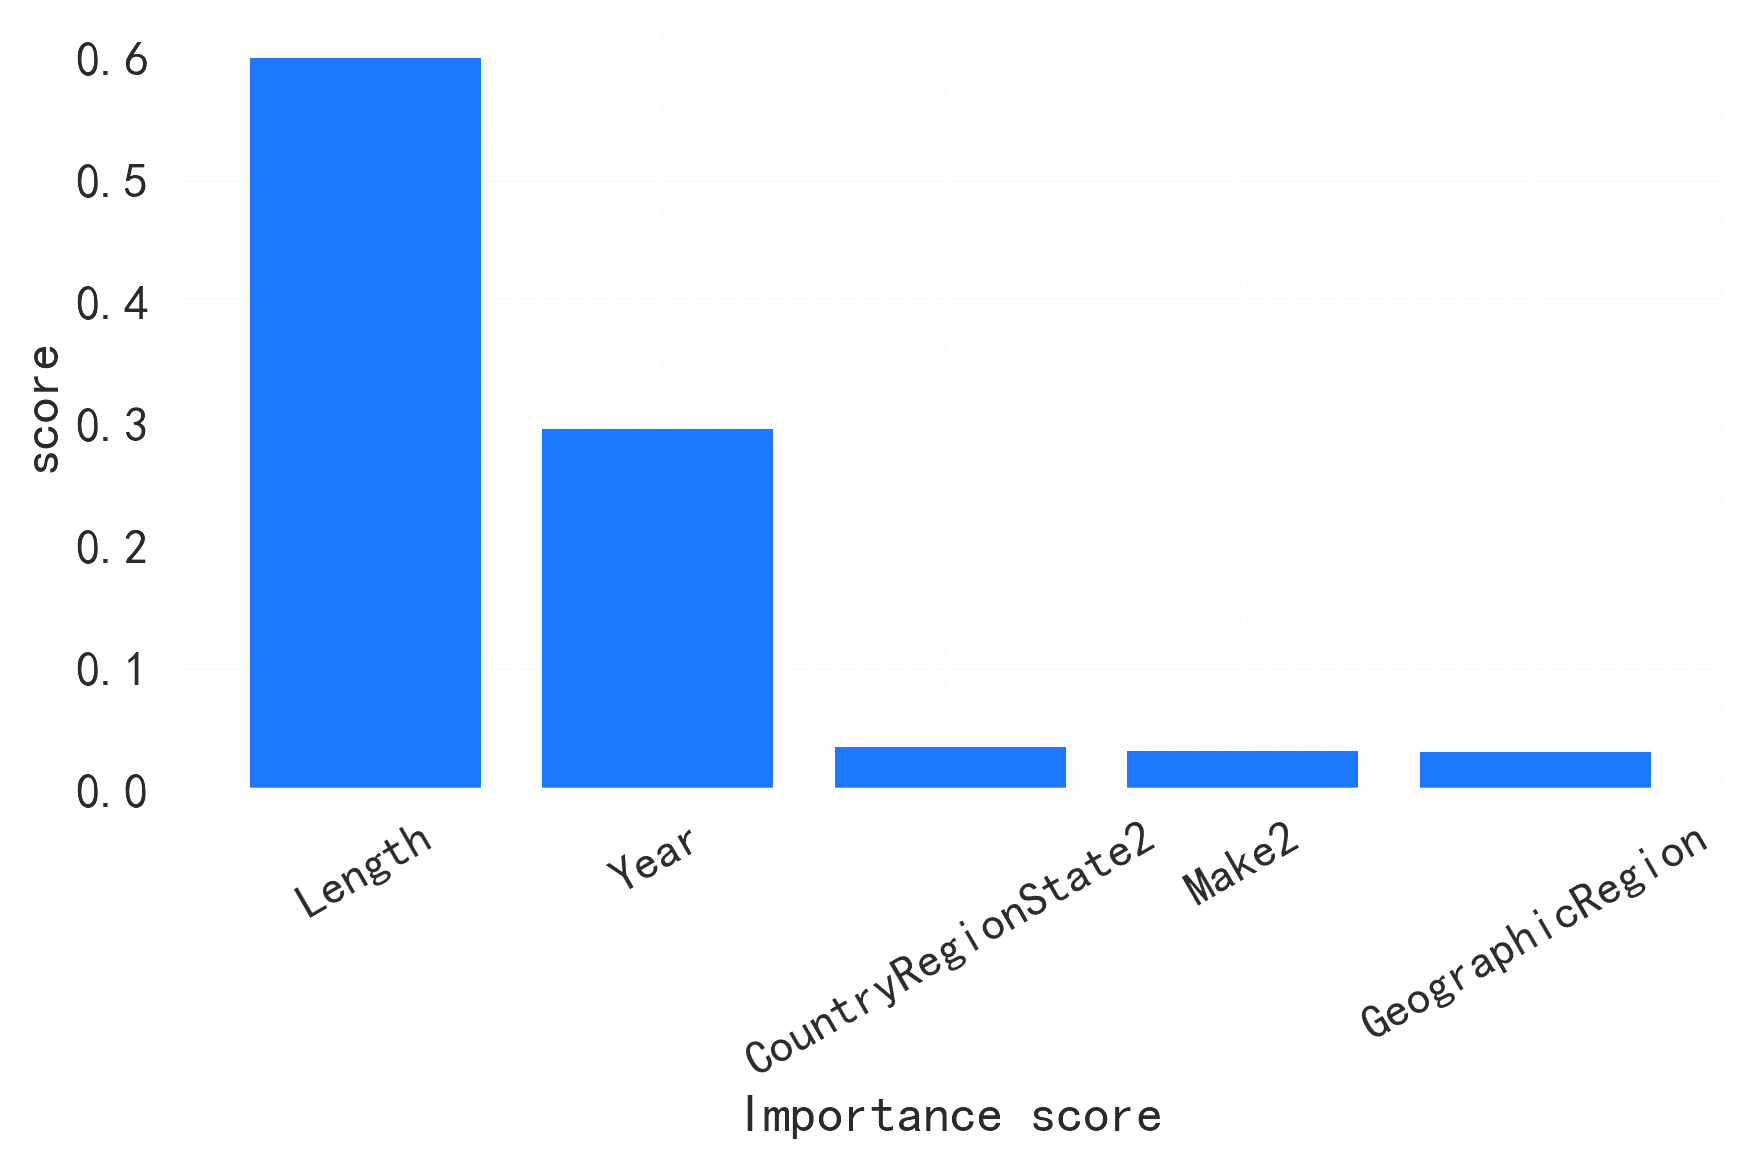 0.6
0.5
0.4
0.3
0.2
0.1
0.0
score
Length
Year
CountryRegionState2
Make2
GeographicRegion
Importance score